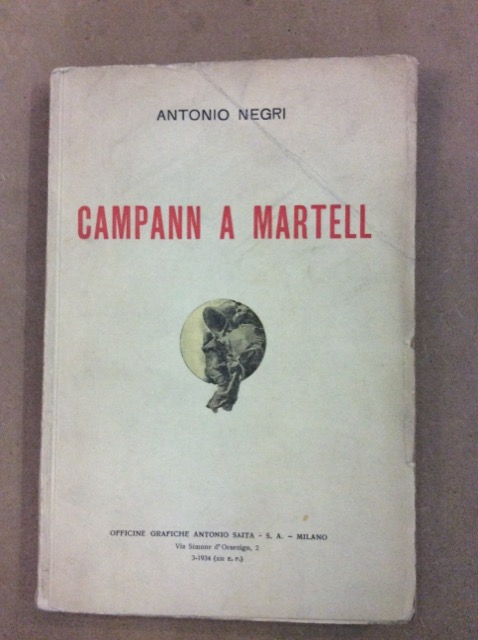 ANTONIO NEGRI
CAMPANN A MARTELL
OFFICINE GRAFICHE ANTONIO SAITA - S. A. - MILANO
Via Simone d'Orsenigo, 2
3-1934 (XII E. F.)